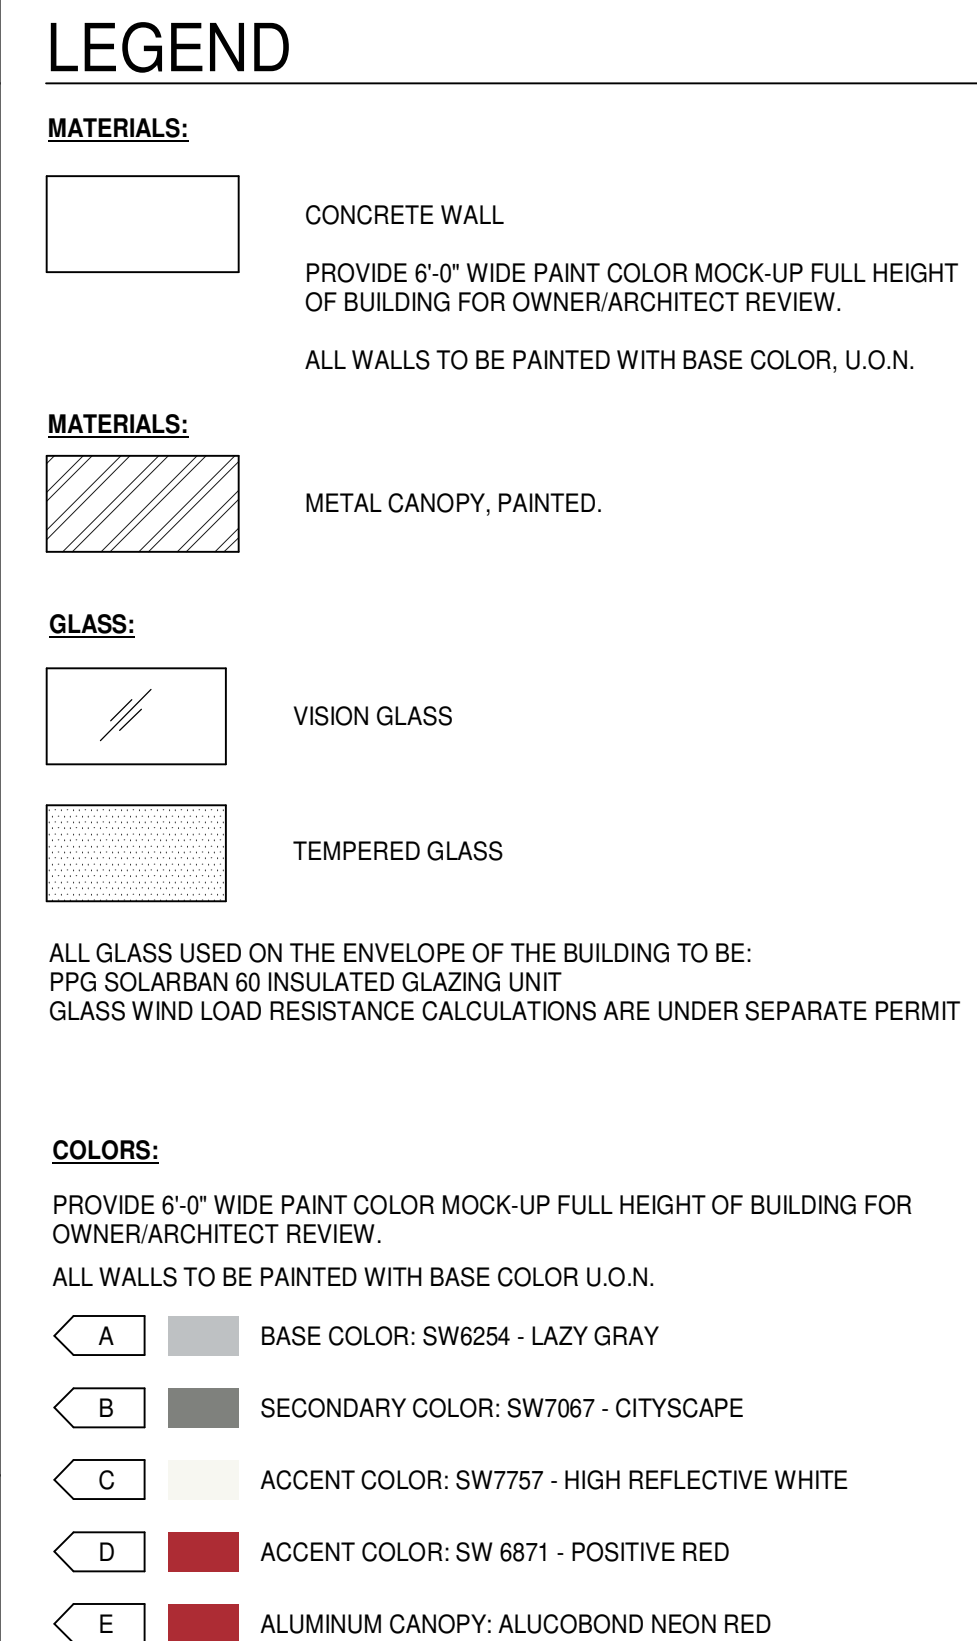 LEGEND
MATERIALS:
CONCRETE WALL
PROVIDE 6'-0" WIDE PAINT COLOR MOCK-UP FULL HEIGHT
OF BUILDING FOR OWNER/ARCHITECT REVIEW.
ALL WALLS TO BE PAINTED WITH BASE COLOR, U.O.N.
MATERIALS:
METAL CANOPY, PAINTED.
GLASS:
VISION GLASS
TEMPERED GLASS
ALL GLASS USED ON THE ENVELOPE OF THE BUILDING TO BE:
PPG SOLARBAN 60 INSULATED GLAZING UNIT
GLASS WIND LOAD RESISTANCE CALCULATIONS ARE UNDER SEPARATE PERMIT
COLORS:
PROVIDE 6'-0" WIDE PAINT COLOR MOCK-UP FULL HEIGHT OF BUILDING FOR
OWNER/ARCHITECT REVIEW.
ALL WALLS TO BE PAINTED WITH BASE COLOR U.O.N.
A BASE COLOR: SW6254 - LAZY GRAY
B SECONDARY COLOR: SW7067 - CITYSCAPE
C ACCENT COLOR: SW7757 - HIGH REFLECTIVE WHITE
D ACCENT COLOR: SW 6871 - POSITIVE RED
E ALUMINUM CANOPY: ALUCOBOND NEON RED